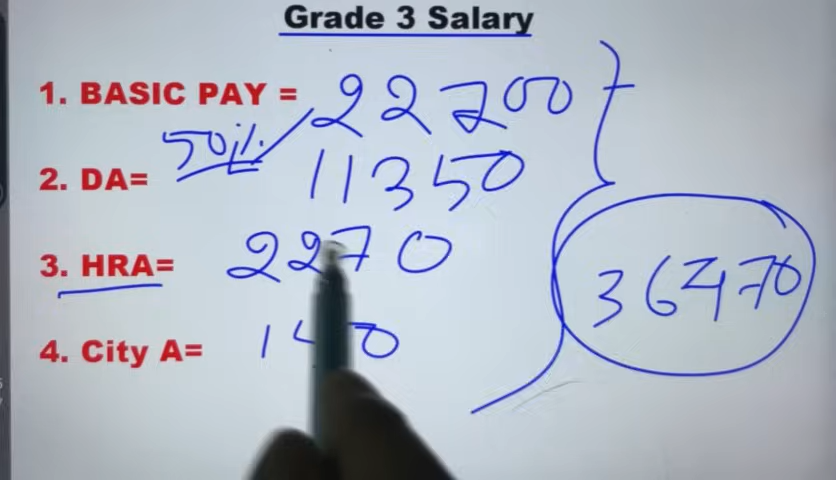 Grade 3 Salary
1. BASIC PAY = 22700
50%
2. DA= 11350
3. HRA= 2270
36470
4. City A=